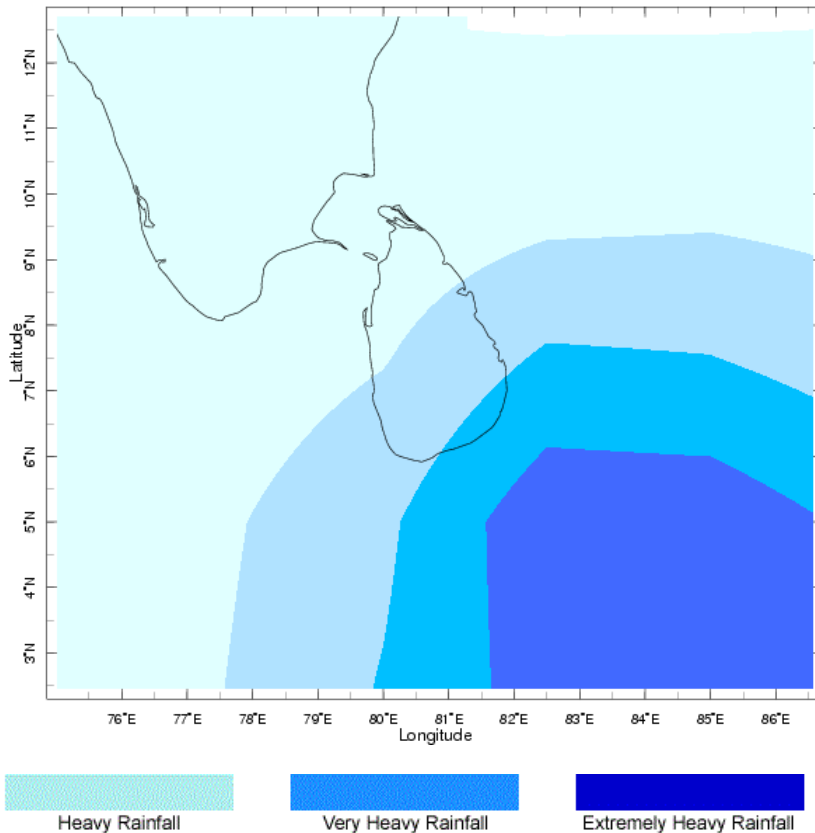 12°N
11°N
10°N
9°N
8°N
7°N
6°N
5°N
4°N
3°N
Latitude
76°E 77°E 78°E 79°E 80°E 81°E 82°E 83°E 84°E 85°E 86°E
Longitude
Heavy Rainfall Very Heavy Rainfall Extremely Heavy Rainfall